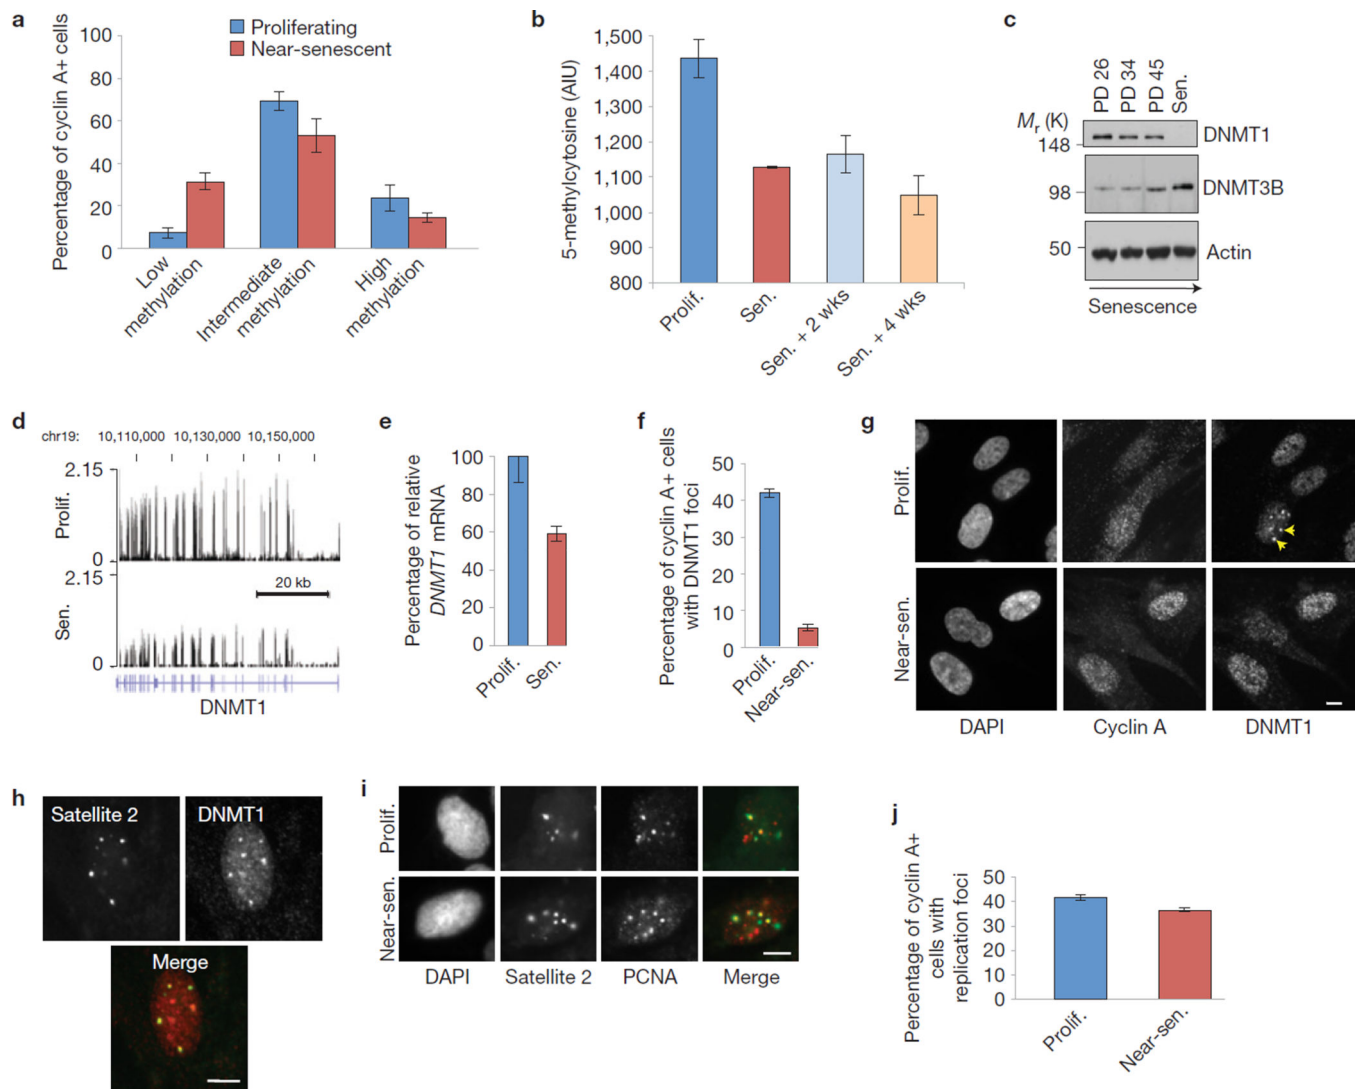 a
Percentage of cyclin A+ cells
100
80
60
40
20
0
Proliferating
Near-senescent
Low
methylation
Intermediate
methylation
High
methylation
b
5-methylcytosine (AIU)
1,500
1,400
1,300
1,200
1,100
1,000
900
800
Prolif.
Sen.
Sen. + 2 wks
Sen. + 4 wks
c
PD 26
PD 34
PD 45
Sen.
Mr (K)
148
98
50
DNMT1
DNMT3B
Actin
Senescence
d
chr19: 10,110,000 10,130,000 10,150,000
Prolif.
2.15
0
20 kb
Sen.
2.15
0
DNMT1
e
Percentage of relative
DNMT1 mRNA
100
80
60
40
20
0
Prolif.
Sen.
f
Percentage of cyclin A+ cells
with DNMT1 foci
50
40
30
20
10
0
Prolif.
Near-sen.
g
Prolif.
Near-sen.
DAPI
Cyclin A
DNMT1
h
Satellite 2
DNMT1
Merge
i
Prolif.
Near-sen.
DAPI
Satellite 2
PCNA
Merge
j
Percentage of cyclin A+
cells with
replication foci
50
40
30
20
10
0
Prolif.
Near-sen.